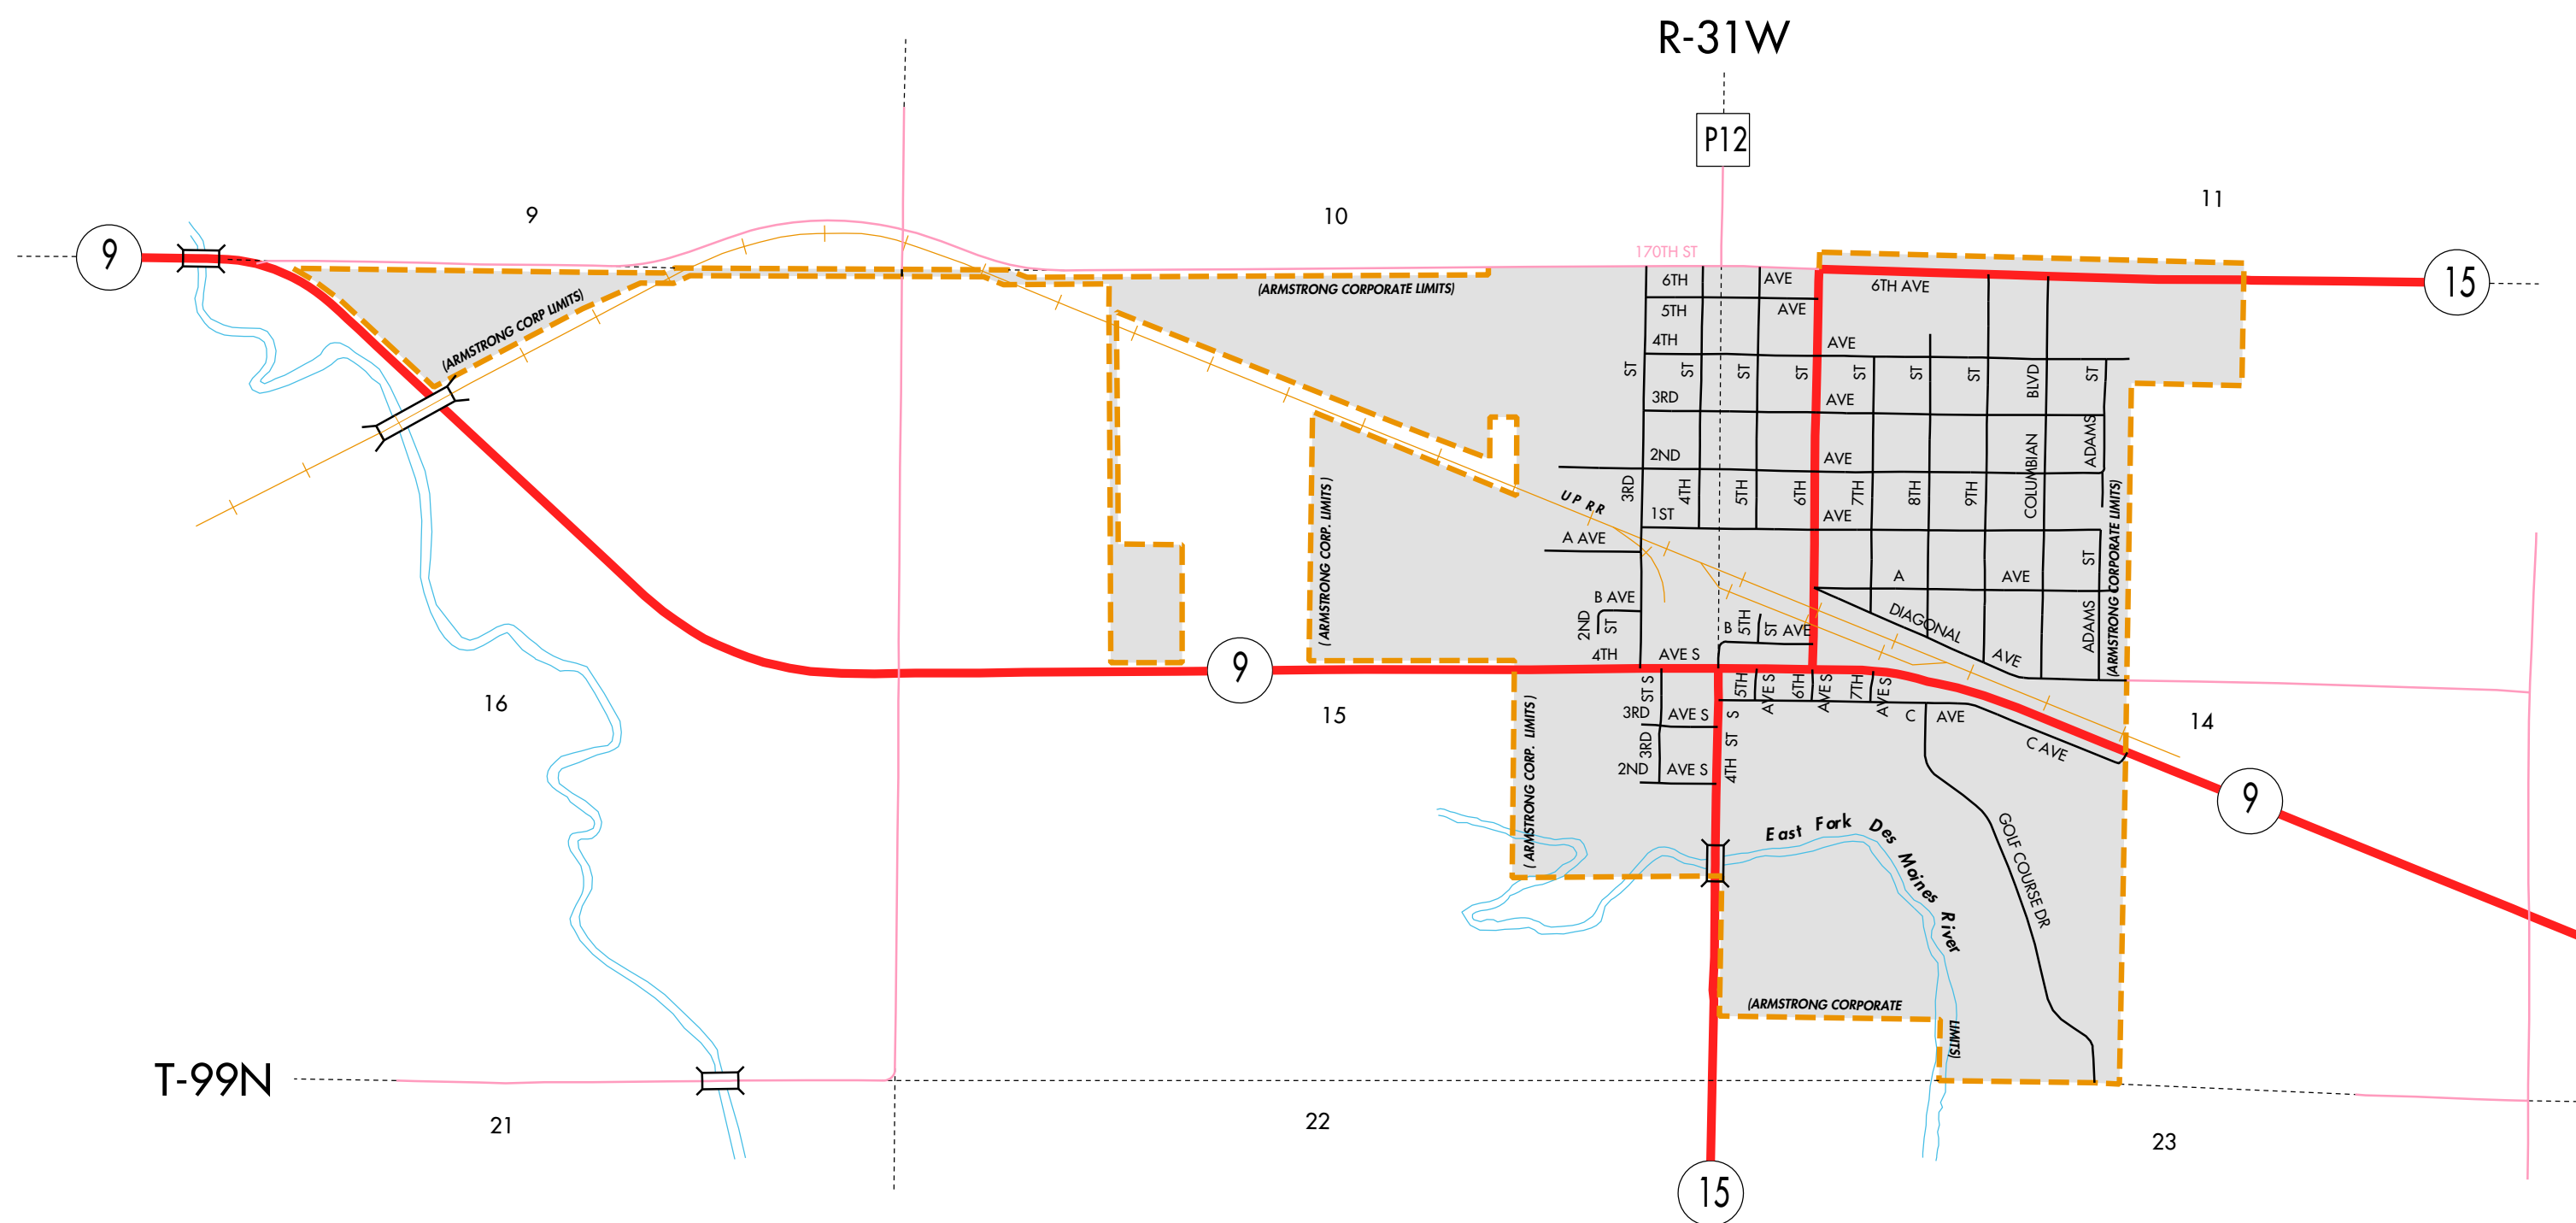 R-31W
P12
9
10
11
9
15
170TH ST
6TH AVE
6TH AVE
(ARMSTRONG CORPORATE LIMITS)
(ARMSTRONG CORP LIMITS)
5TH AVE
4TH AVE
ST
ST
ST
ST
ST
ST
ST
BLVD
ST
3RD AVE
ADAMS
2ND AVE
COLUMBIAN
3RD
4TH
5TH
6TH
7TH
8TH
9TH
(ARMSTRONG CORPORATE LIMITS)
(ARMSTRONG CORP. LIMITS)
UP RR
1ST AVE
A AVE
ST
A AVE
B AVE
2ND ST
5TH ST
B AVE
DIAGONAL AVE
ADAMS
4TH AVE S
9
ST S
5TH AVE S
6TH AVE S
7TH AVE S
16
15
14
3RD AVE S
C AVE
C AVE
3RD
4TH ST S
2ND AVE S
(ARMSTRONG CORP. LIMITS)
9
East Fork Des Moines River
GOLF COURSE DR
(ARMSTRONG CORPORATE LIMITS)
T-99N
21
22
23
15